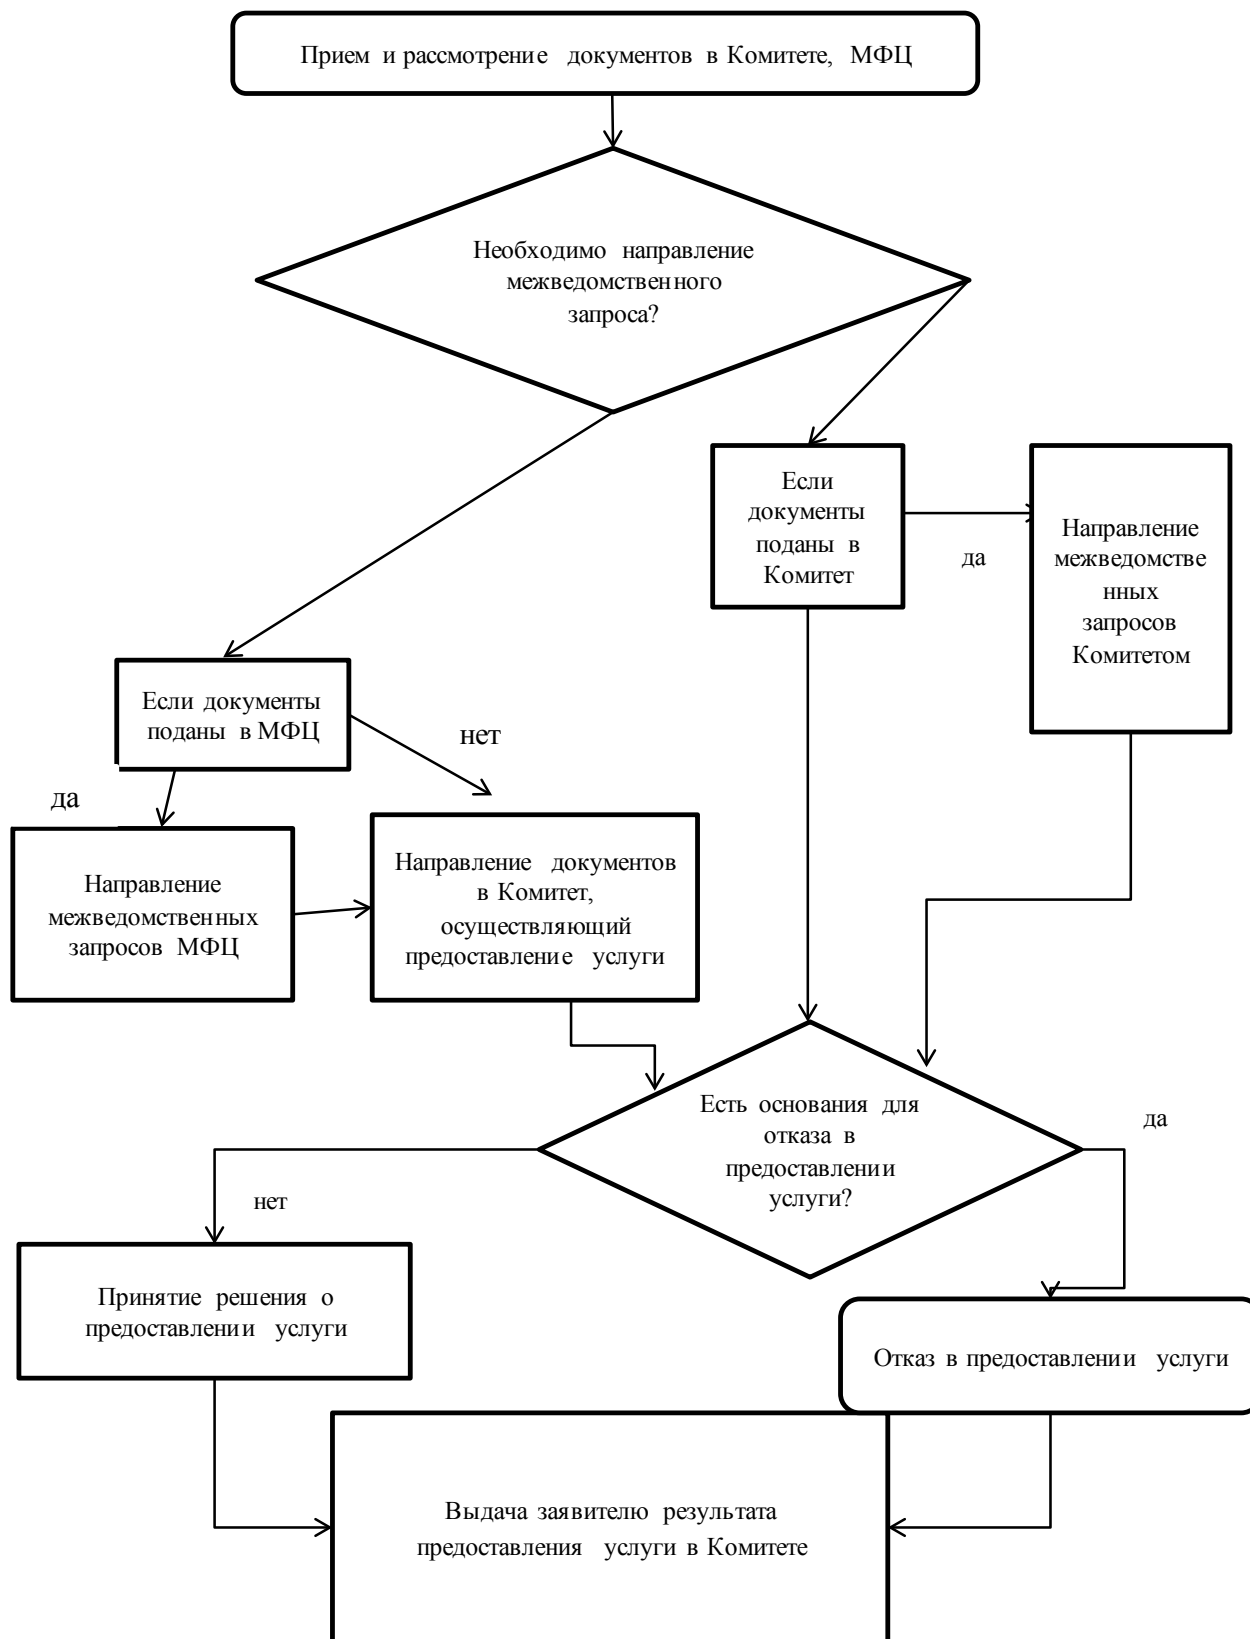 Прием и рассмотрение документов в Комитете, МФЦ
Необходимо направление
межведомственного
запроса?
Если
документы
поданы в
Комитет
да
Направление
межведомстве
нных
запросов
Комитетом
Если документы
поданы в МФЦ
нет
да
Направление
межведомственных
запросов МФЦ
Направление документов
в Комитет,
осуществляющий
предоставление услуги
Есть основания для
отказа в
предоставлении
услуги?
да
нет
Принятие решения о
предоставлении услуги
Отказ в предоставлении услуги
Выдача заявителю результата
предоставления услуги в Комитете